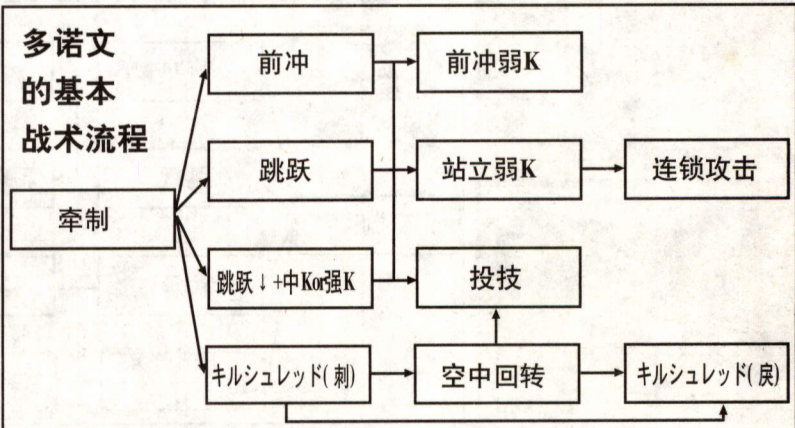 多诺文
的基本
战术流程
牵制
前冲
前冲弱K
跳跃
站立弱K
连锁攻击
跳跃↓+中Kor强K
投技
キルシュレッド(刺)
空中回转
キルシュレッド(戻)